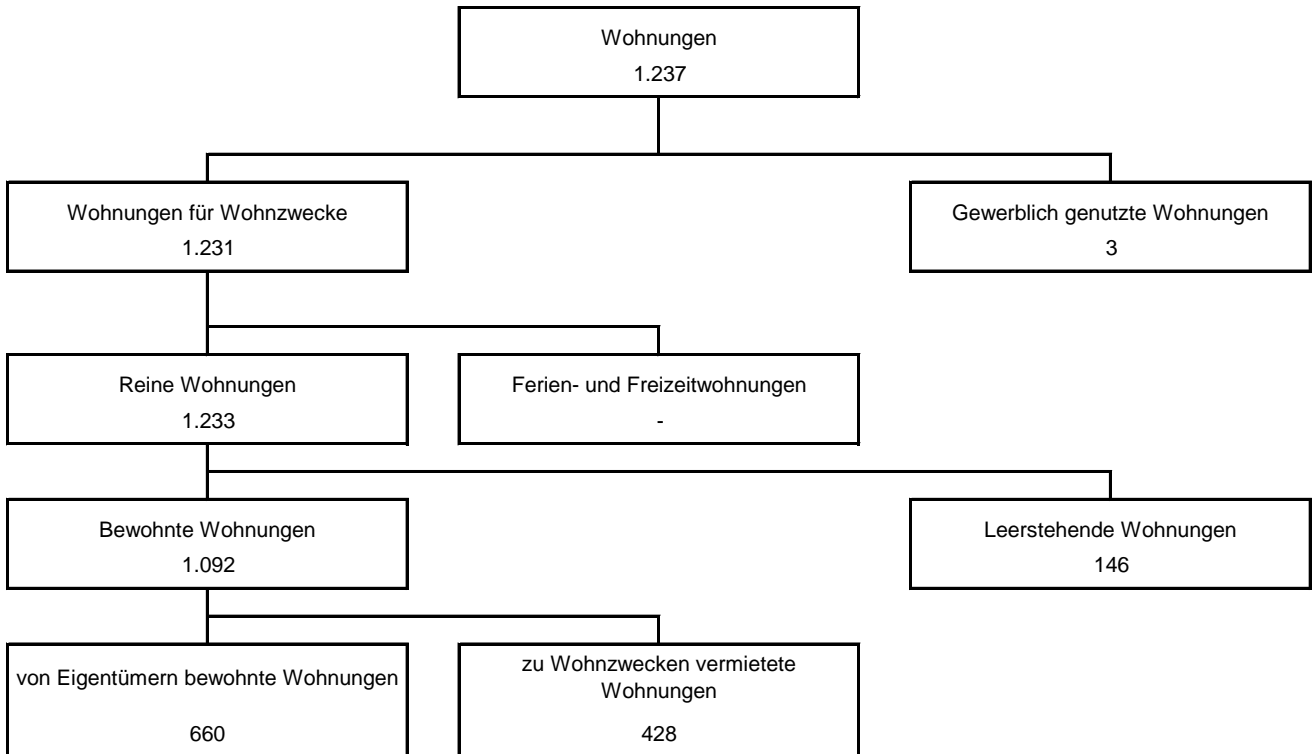 Wohnungen
1.237
Wohnungen für Wohnzwecke
1.231
Gewerblich genutzte Wohnungen
3
Reine Wohnungen
1.233
Ferien- und Freizeitwohnungen
-
Bewohnte Wohnungen
1.092
Leerstehende Wohnungen
146
von Eigentümern bewohnte Wohnungen
660
zu Wohnzwecken vermietete
Wohnungen
428